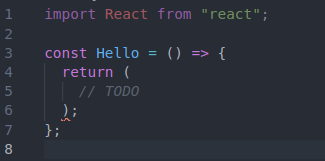 1 import React from "react";
2
3 const Hello = () => {
4   return (
5     // TODO
6   );
7 };
8